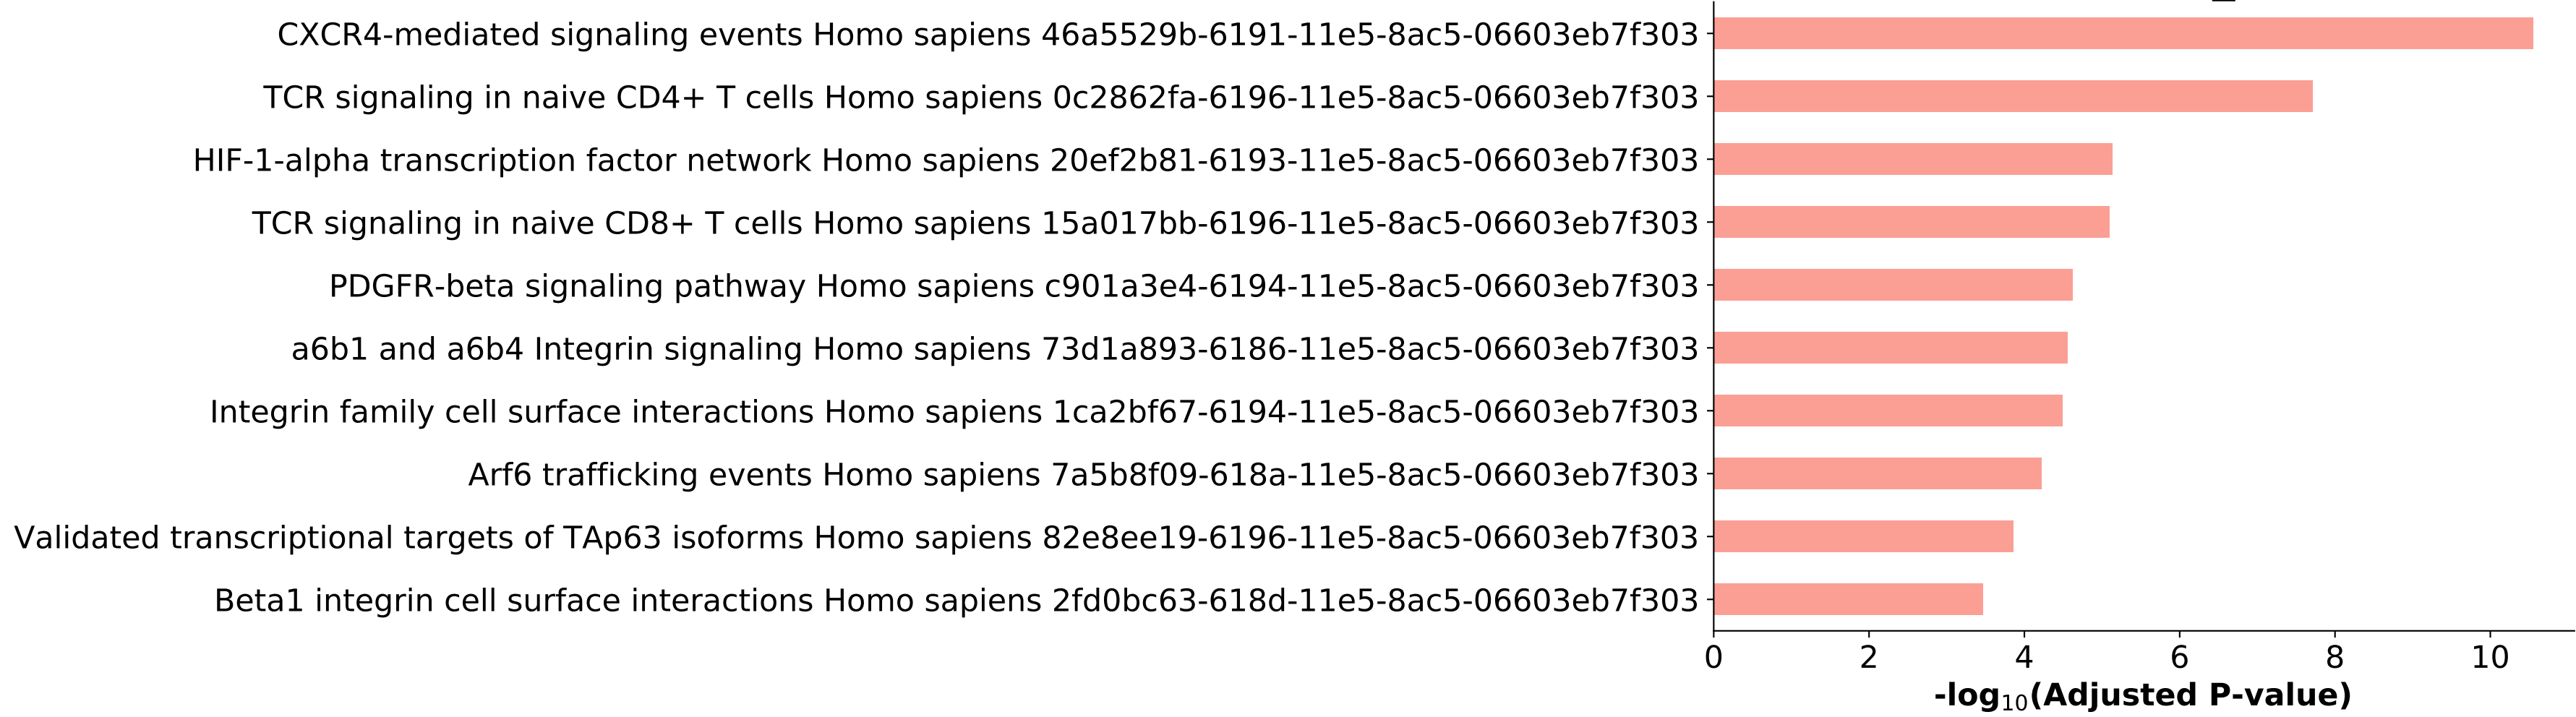 CXCR4-mediated signaling events Homo sapiens 46a5529b-6191-11e5-8ac5-06603eb7f303
TCR signaling in naive CD4+ T cells Homo sapiens 0c2862fa-6196-11e5-8ac5-06603eb7f303
HIF-1-alpha transcription factor network Homo sapiens 20ef2b81-6193-11e5-8ac5-06603eb7f303
TCR signaling in naive CD8+ T cells Homo sapiens 15a017bb-6196-11e5-8ac5-06603eb7f303
PDGFR-beta signaling pathway Homo sapiens c901a3e4-6194-11e5-8ac5-06603eb7f303
a6b1 and a6b4 Integrin signaling Homo sapiens 73d1a893-6186-11e5-8ac5-06603eb7f303
Integrin family cell surface interactions Homo sapiens 1ca2bf67-6194-11e5-8ac5-06603eb7f303
Arf6 trafficking events Homo sapiens 7a5b8f09-618a-11e5-8ac5-06603eb7f303
Validated transcriptional targets of TAp63 isoforms Homo sapiens 82e8ee19-6196-11e5-8ac5-06603eb7f303
Beta1 integrin cell surface interactions Homo sapiens 2fd0bc63-618d-11e5-8ac5-06603eb7f303
0 2 4 6 8 10
-log₁₀(Adjusted P-value)